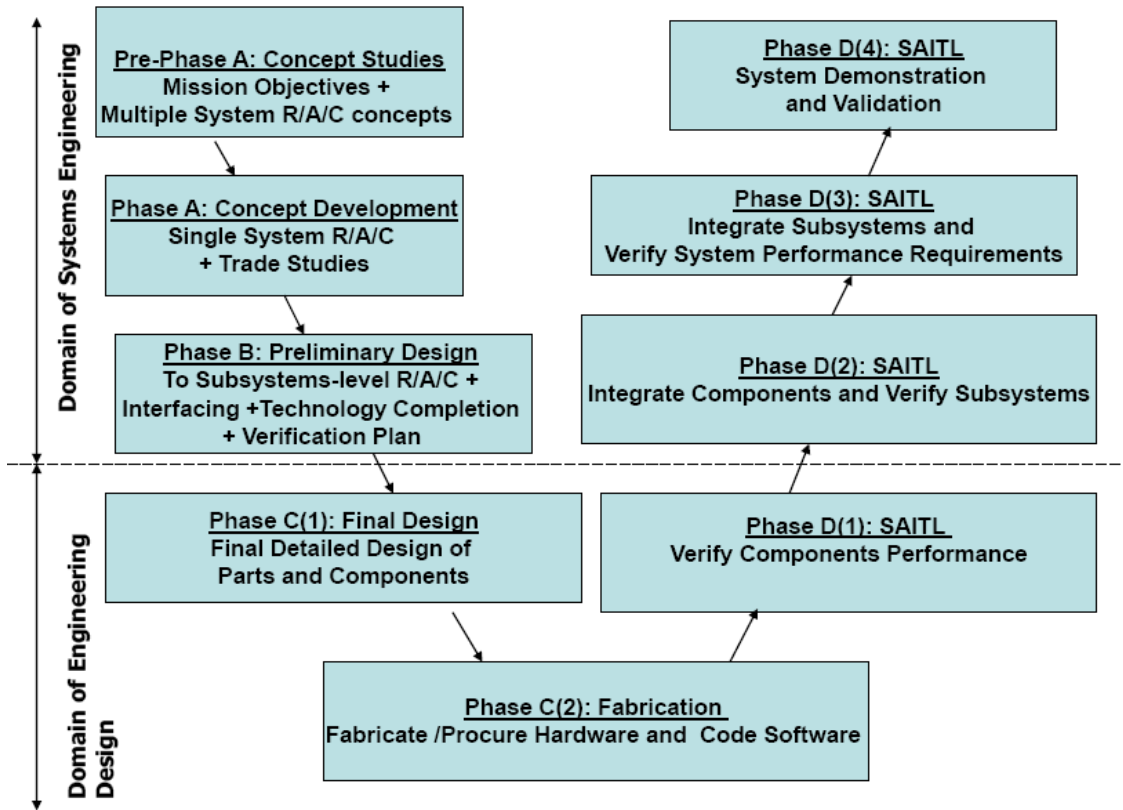 Domain of Systems Engineering
Pre-Phase A: Concept Studies
Mission Objectives +
Multiple System R/A/C concepts
Phase A: Concept Development
Single System R/A/C
+ Trade Studies
Phase B: Preliminary Design
To Subsystems-level R/A/C +
Interfacing +Technology Completion
+ Verification Plan
Domain of Engineering
Design
Phase C(1): Final Design
Final Detailed Design of
Parts and Components
Phase C(2): Fabrication
Fabricate /Procure Hardware and Code Software
Phase D(1): SAITL
Verify Components Performance
Phase D(2): SAITL
Integrate Components and Verify Subsystems
Phase D(3): SAITL
Integrate Subsystems and
Verify System Performance Requirements
Phase D(4): SAITL
System Demonstration
and Validation